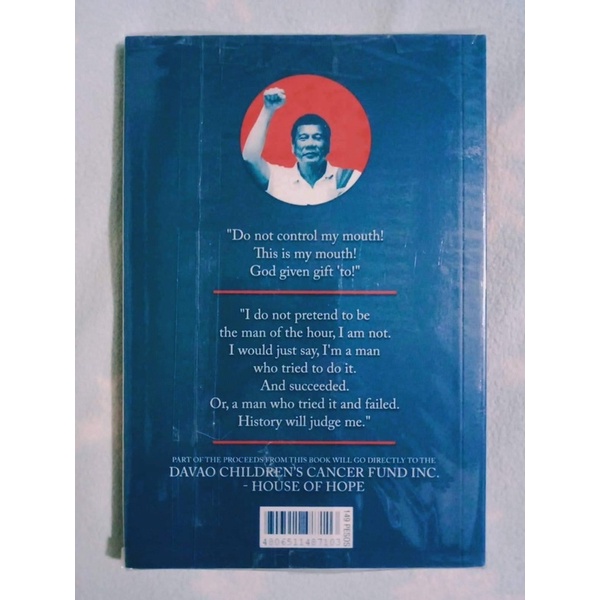 "Do not control my mouth!
This is my mouth!
God given gift 'to!"
"I do not pretend to be
the man of the hour, I am not.
I would just say, I'm a man
who tried to do it.
And succeeded.
Or, a man who tried it and failed.
History will judge me."
PART OF THE PROCEEDS FROM THIS BOOK WILL GO DIRECTLY TO THE
DAVAO CHILDREN'S CANCER FUND INC.
- HOUSE OF HOPE
149 PESOS
4806511487103